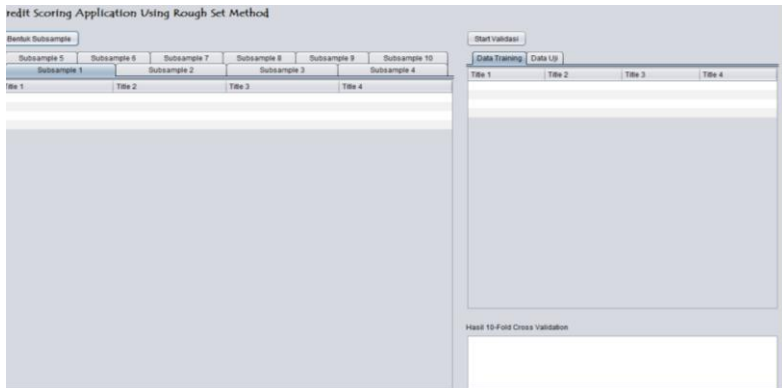 redit Scoring Application Using Rough Set Method
Bentuk Subsample
Subsample 5 Subsample 6 Subsample 7 Subsample 8 Subsample 9 Subsample 10
Subsample 1 Subsample 2 Subsample 3 Subsample 4
Title 1 Title 2 Title 3 Title 4
Start Validasi
Data Training Data Uji
Title 1 Title 2 Title 3 Title 4
Hasil 10-Fold Cross Validation